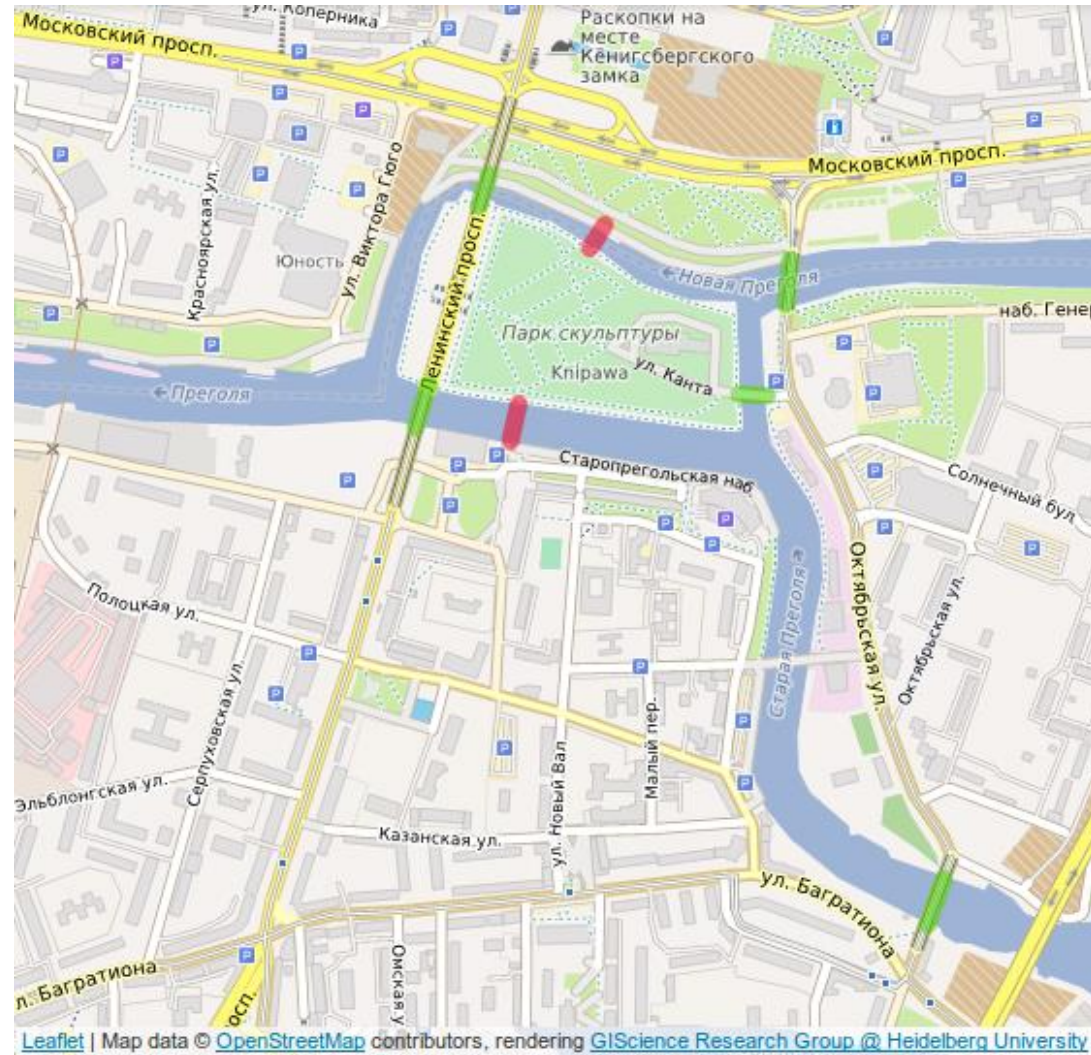 ул. Коперника
Московский просп.
Раскопки на
месте
Кёнигсбергского
замка
Московский просп.
Красноярская ул.
ул. Виктора Гюго
Юность
Ленинский просп.
← Новая Преголя
наб. Гене
Парк скульптуры
Knipawa
ул. Канта
← Преголя
Старопрегольская наб
Солнечный бул
Октябрьская ул.
Октябрьская ул.
Старая Преголя
Полоцкая ул.
Серпуховская ул.
Эльблонгская ул.
Малый пер.
ул. Новый Вал
Казанская ул.
ул. Багратиона
л. Багратиона
осп.
Омская у
Leaflet | Map data © OpenStreetMap contributors, rendering GIScience Research Group @ Heidelberg University